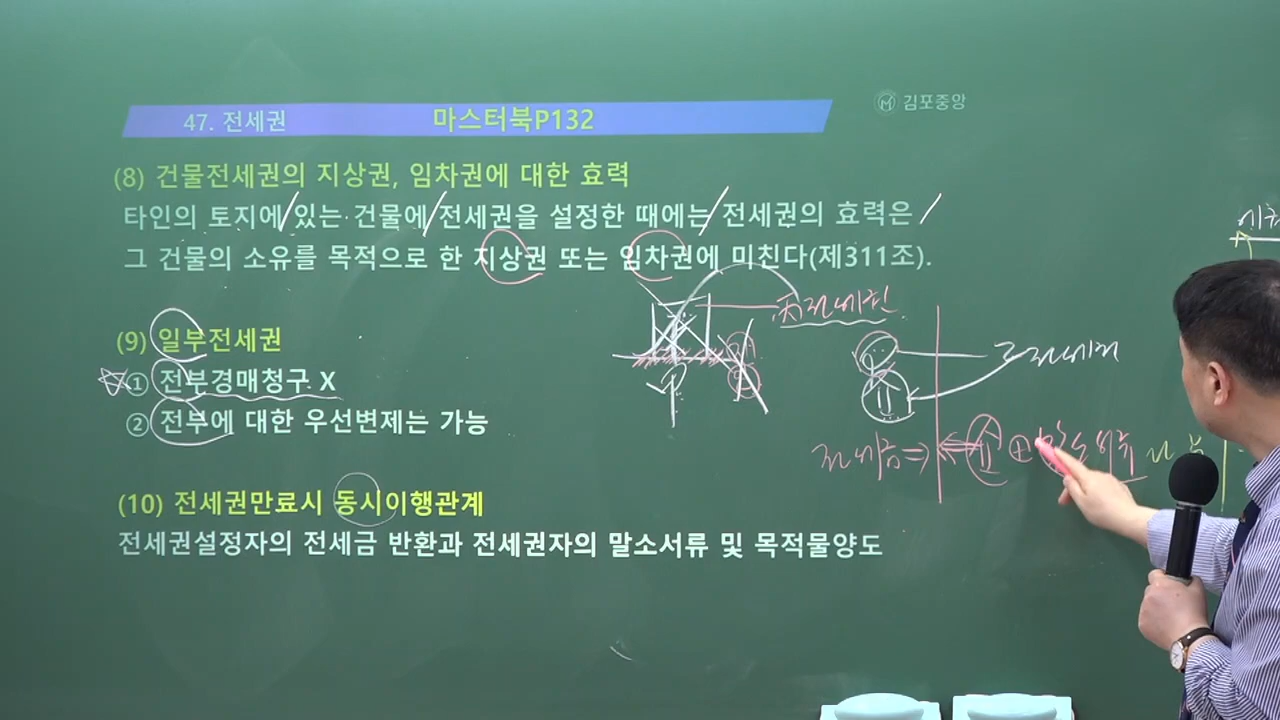 김포중앙
47. 전세권 마스터북P132
(8) 건물전세권의 지상권, 임차권에 대한 효력
타인의 토지에 있는 건물에 전세권을 설정한 때에는 전세권의 효력은
그 건물의 소유를 목적으로 한 지상권 또는 임차권에 미친다(제311조).
(9) 일부전세권
① 전부경매청구 X
② 전부에 대한 우선변제는 가능
(10) 전세권만료시 동시이행관계
전세권설정자의 전세금 반환과 전세권자의 말소서류 및 목적물양도
丙전세권
전세금 ⇒